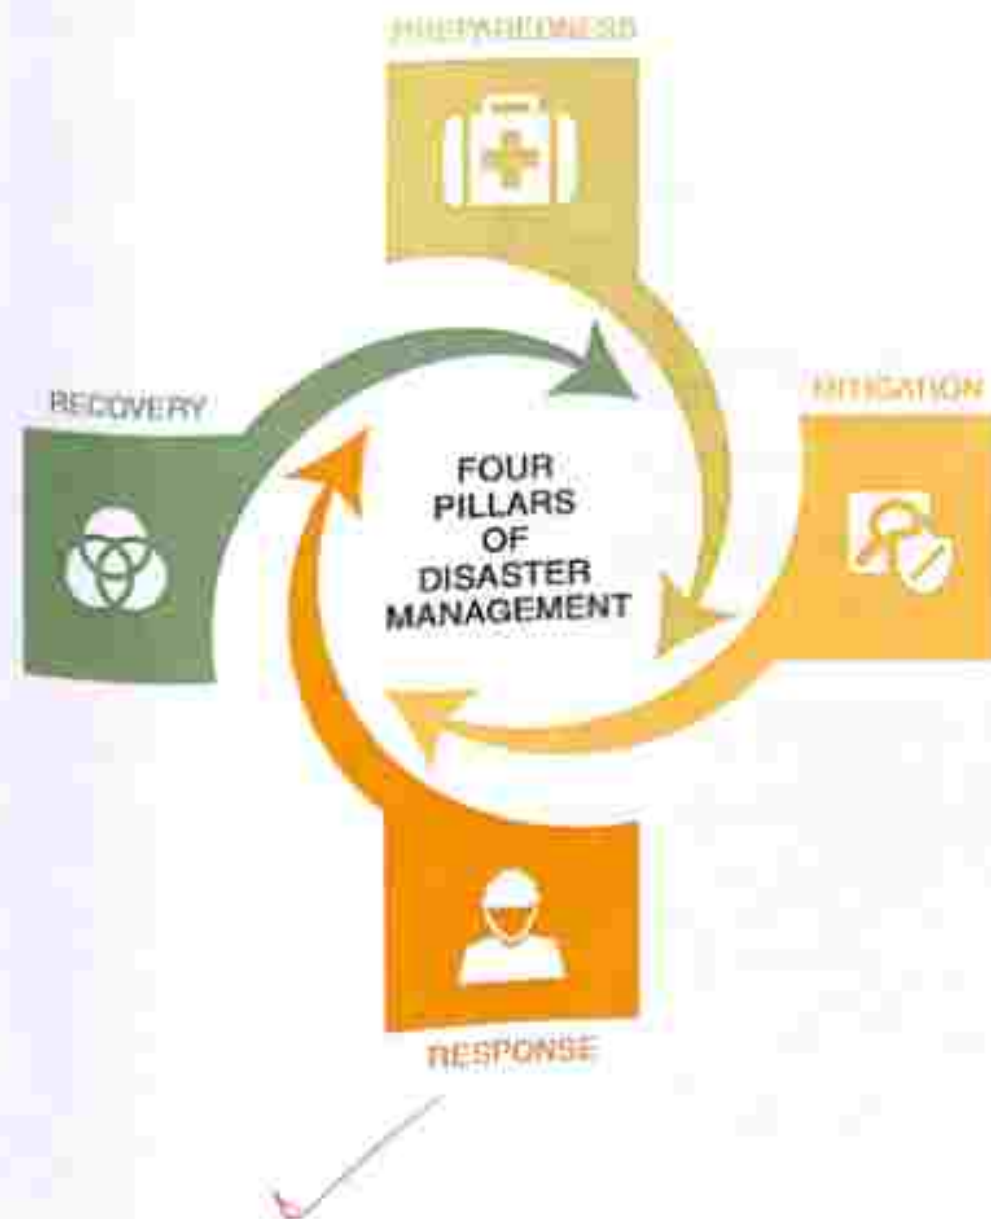 PREPAREDNESS
RECOVERY
MITIGATION
FOUR
PILLARS
OF
DISASTER
MANAGEMENT
RESPONSE